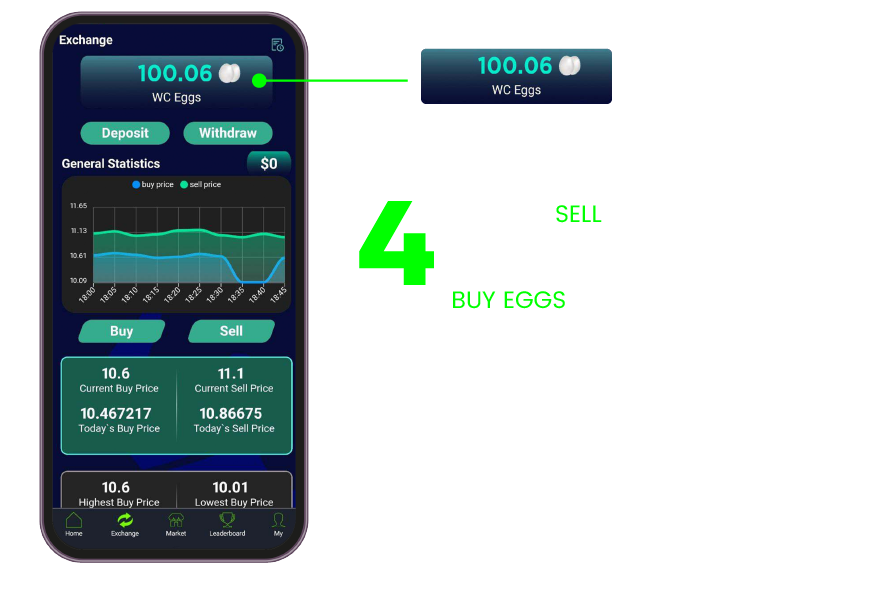 Exchange
100.06
WC Eggs
Deposit
Withdraw
General Statistics
$0
buy price
sell price
11.65
11.13
10.61
10.09
18:00
18:05
18:10
18:15
18:20
18:25
18:30
18:35
18:40
18:45
Buy
Sell
10.6
Current Buy Price
11.1
Current Sell Price
10.467217
Today`s Buy Price
10.86675
Today`s Sell Price
10.6
Highest Buy Price
10.01
Lowest Buy Price
Home
Exchange
Market
Leaderboard
My
100.06
WC Eggs
4
SELL
BUY EGGS